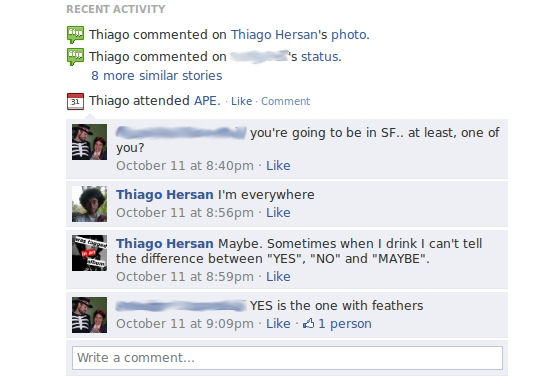 RECENT ACTIVITY
Thiago commented on Thiago Hersan's photo.
Thiago commented on 's status.
8 more similar stories
31
Thiago attended APE. · Like · Comment
you're going to be in SF.. at least, one of
you?
October 11 at 8:40pm · Like
Thiago Hersan I'm everywhere
October 11 at 8:56pm · Like
Thiago Hersan Maybe. Sometimes when I drink I can't tell
the difference between "YES", "NO" and "MAYBE".
October 11 at 8:59pm · Like
YES is the one with feathers
October 11 at 9:09pm · Like · 1 person
Write a comment...